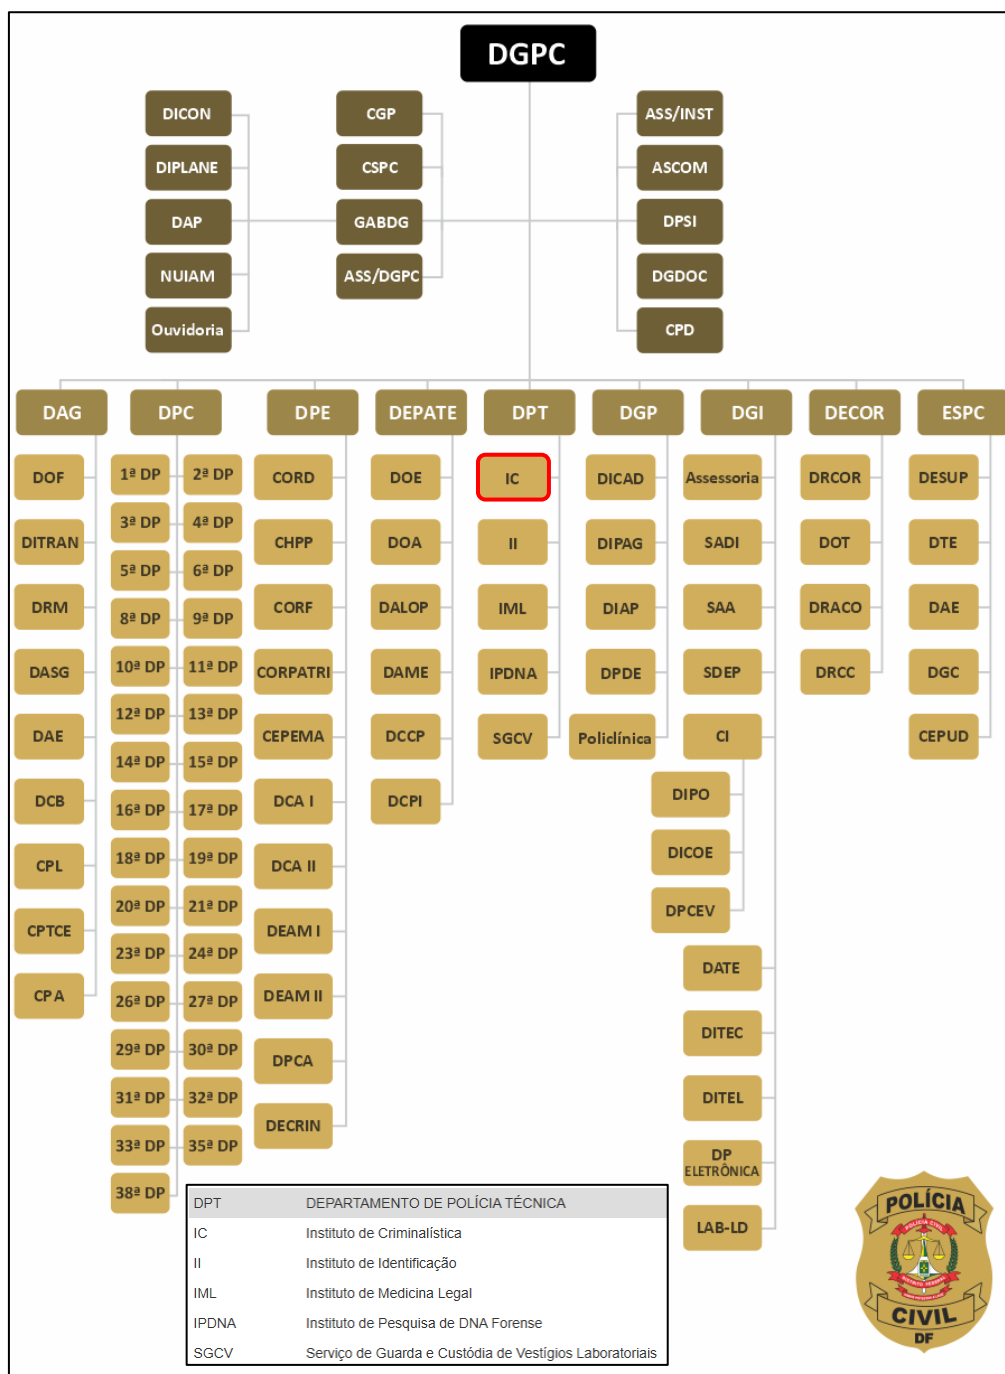 DGPC
DICON
DIPLANE
DAP
NUIAM
Ouvidoria
CGP
CSPC
GABDG
ASS/DGPC
ASS/INST
ASCOM
DPSI
DGDOC
CPD
DAG
DOF
DITRAN
DRM
DASG
DAE
DCB
CPL
CPTCE
CPA
DPC
1ª DP
2ª DP
3ª DP
4ª DP
5ª DP
6ª DP
8ª DP
9ª DP
10ª DP
11ª DP
12ª DP
13ª DP
14ª DP
15ª DP
16ª DP
17ª DP
18ª DP
19ª DP
20ª DP
21ª DP
23ª DP
24ª DP
26ª DP
27ª DP
29ª DP
30ª DP
31ª DP
32ª DP
33ª DP
35ª DP
38ª DP
DPE
CORD
CHPP
CORF
CORPATRI
CEPEMA
DCA I
DCA II
DEAM I
DEAM II
DPCA
DECRIN
DEPATE
DOE
DOA
DALOP
DAME
DCCP
DCPI
DPT
IC
II
IML
IPDNA
SGCV
DGP
DICAD
DIPAG
DIAP
DPDE
Policlínica
DGI
Assessoria
SADI
SAA
SDEP
CI
DIPO
DICOE
DPCEV
DATE
DITEC
DITEL
DP
ELETRÔNICA
LAB-LD
DECOR
DRCOR
DOT
DRACO
DRCC
ESPC
DESUP
DTE
DAE
DGC
CEPUD
DPT DEPARTAMENTO DE POLÍCIA TÉCNICA
IC Instituto de Criminalística
II Instituto de Identificação
IML Instituto de Medicina Legal
IPDNA Instituto de Pesquisa de DNA Forense
SGCV Serviço de Guarda e Custódia de Vestígios Laboratoriais
POLÍCIA
POLÍCIA CIVIL
DISTRITO FEDERAL
CIVIL
DF